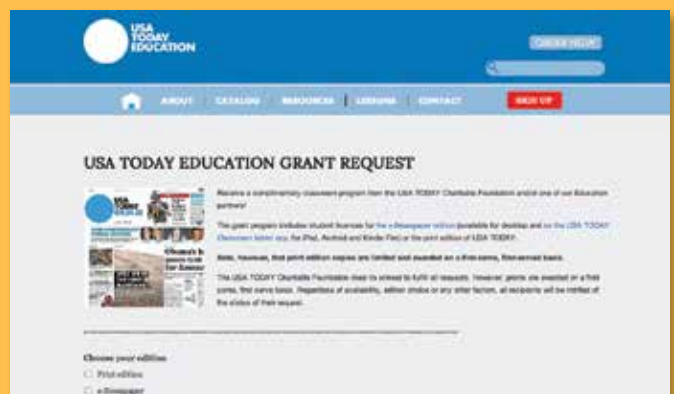 USA
TODAY
EDUCATION
ORDER NOW
ABOUT CATALOG RESOURCES LESSONS CONTACT SIGN UP
USA TODAY EDUCATION GRANT REQUEST
Receive a complimentary classroom program from the USA TODAY Charitable Foundation and/or one of our Education
partners!
The grant program includes student licenses for the e-Newspaper edition (available for desktop and on the USA TODAY
Classroom tablet app, for iPad, Android and Kindle Fire) or the print edition of USA TODAY.
Note, however, that print edition copies are limited and awarded on a first-come, first-served basis.
The USA TODAY Charitable Foundation does its utmost to fulfill all requests. However, grants are awarded on a first
come, first serve basis. Regardless of availability, edition choice or any other factors, all recipients will be notified of
the status of their request.
USA
TODAY
Choose your edition
Print edition
e-Newspaper